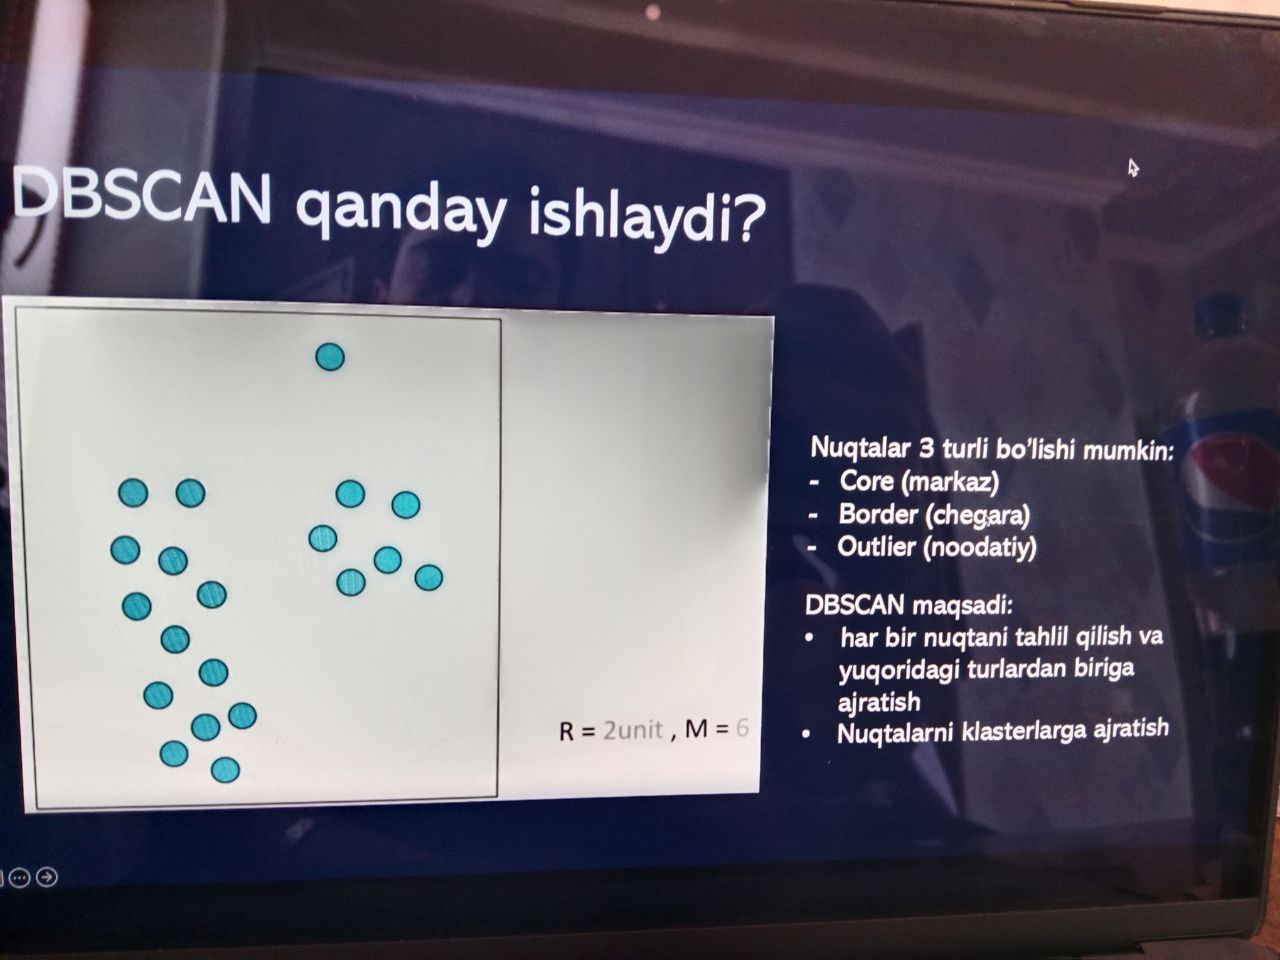 DBSCAN qanday ishlaydi?
R = 2unit , M = 6
Nuqtalar 3 turli bo'lishi mumkin:
- Core (markaz)
- Border (chegara)
- Outlier (noodatiy)
DBSCAN maqsadi:
• har bir nuqtani tahlil qilish va
yuqoridagi turlardan biriga
ajratish
• Nuqtalarni klasterlarga ajratish